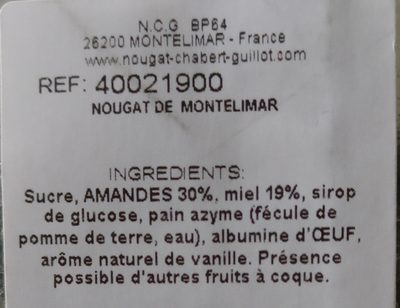 N.C.G BP64
26200 MONTELIMAR - France
www.nougat-chabert-guillot.com
REF: 40021900
NOUGAT DE MONTELIMAR
INGREDIENTS:
Sucre, AMANDES 30%, miel 19%, sirop
de glucose, pain azyme (fécule de
pomme de terre, eau), albumine d'ŒUF,
arôme naturel de vanille. Présence
possible d'autres fruits à coque.